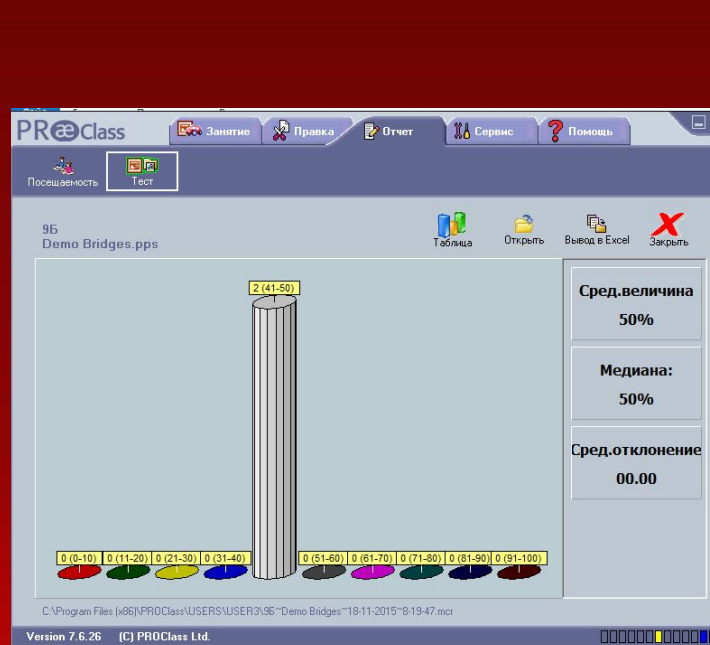 PRæClass
Занятие
Правка
Отчет
Сервис
Помощь
Посещаемость
Тест
9Б
Demo Bridges.pps
Таблица
Открыть
Вывод в Excel
Закрыть
2 (41-50)
0 (0-10)
0 (11-20)
0 (21-30)
0 (31-40)
0 (51-60)
0 (61-70)
0 (71-80)
0 (81-90)
0 (91-100)
Сред.величина
50%
Медиана:
50%
Сред.отклонение
00.00
C:\Program Files (x86)\PROClass\USERS\USER3\9Б~Demo Bridges~18-11-2015~8-19-47.mcr
Version 7.6.26 (C) PROClass Ltd.